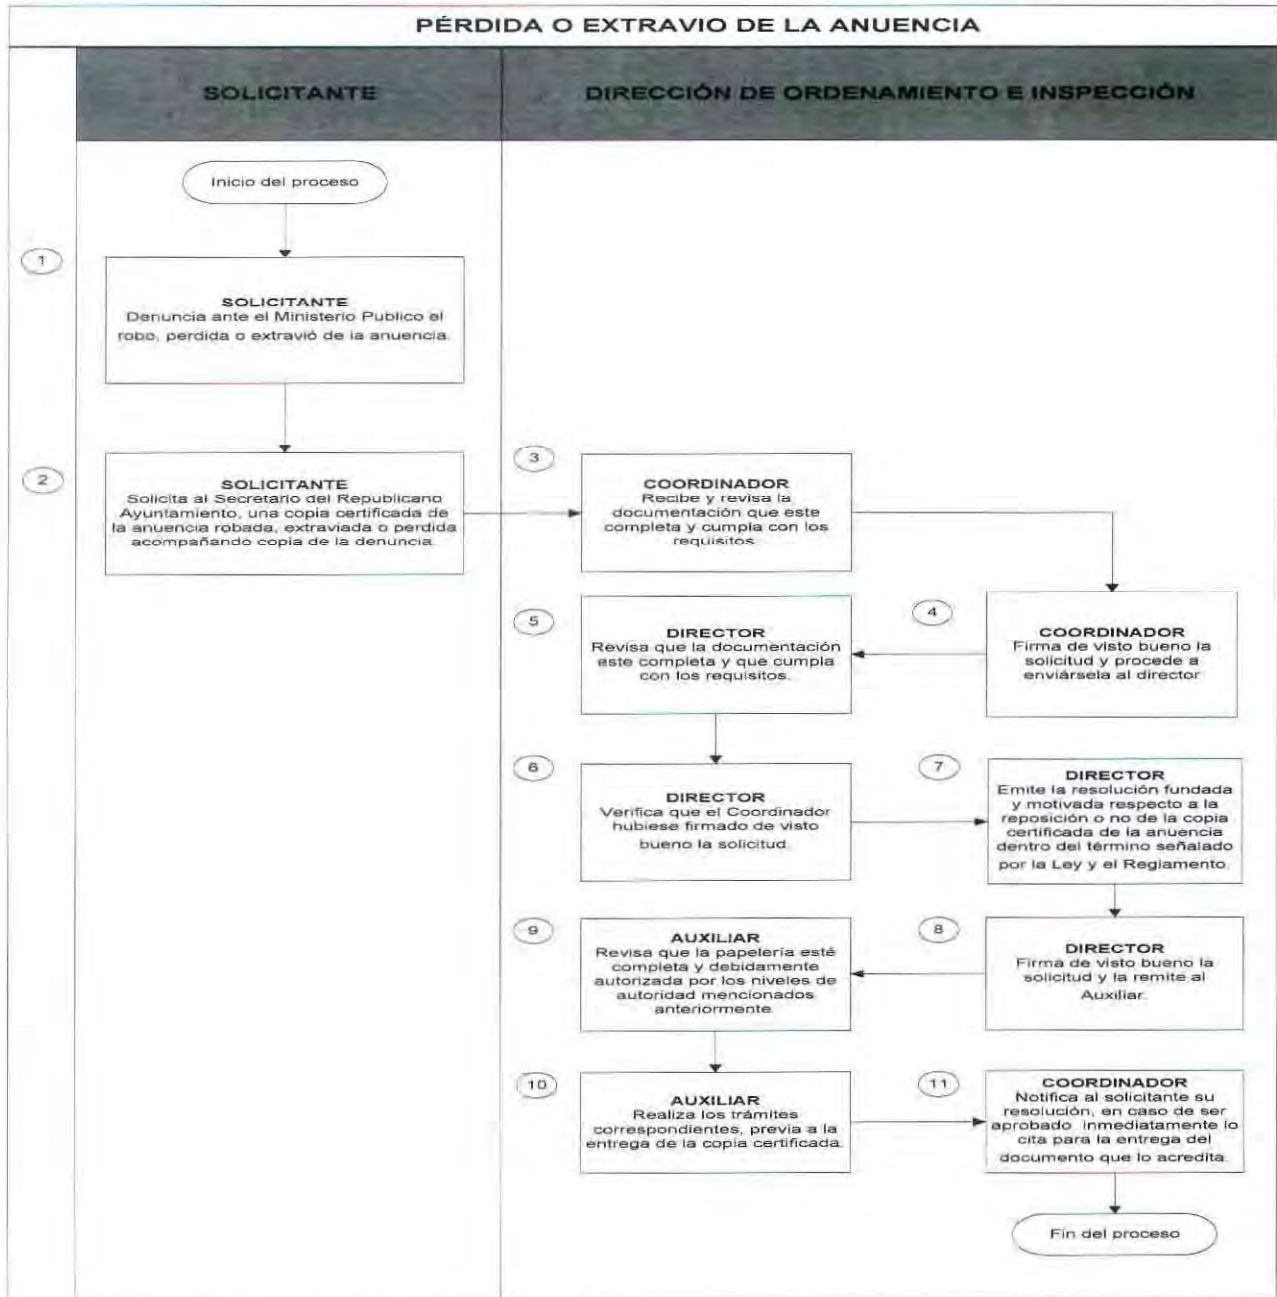 PÉRDIDA O EXTRAVIO DE LA ANUENCIA
SOLICITANTE
DIRECCIÓN DE ORDENAMIENTO E INSPECCIÓN
Inicio del proceso
1
SOLICITANTE
Denuncia ante el Ministerio Publico el
robo, perdida o extravió de la anuencia.
2
SOLICITANTE
Solicita al Secretario del Republicano
Ayuntamiento, una copia certificada de
la anuencia robada, extraviada o perdida
acompañando copia de la denuncia.
3
COORDINADOR
Recibe y revisa la
documentación que este
completa y cumpla con los
requisitos.
4
COORDINADOR
Firma de visto bueno la
solicitud y procede a
enviársela al director
5
DIRECTOR
Revisa que la documentación
este completa y que cumpla
con los requisitos.
6
DIRECTOR
Verifica que el Coordinador
hubiese firmado de visto
bueno la solicitud.
7
DIRECTOR
Emite la resolución fundada
y motivada respecto a la
reposición o no de la copia
certificada de la anuencia
dentro del término señalado
por la Ley y el Reglamento.
8
DIRECTOR
Firma de visto bueno la
solicitud y la remite al
Auxiliar.
9
AUXILIAR
Revisa que la papelería esté
completa y debidamente
autorizada por los niveles de
autoridad mencionados
anteriormente
10
AUXILIAR
Realiza los trámites
correspondientes, previa a la
entrega de la copia certificada.
11
COORDINADOR
Notifica al solicitante su
resolución, en caso de ser
aprobado inmediatamente lo
cita para la entrega del
documento que lo acredita.
Fin del proceso